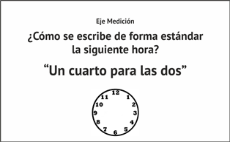 Eje Medición
¿Cómo se escribe de forma estándar
la siguiente hora?
“Un cuarto para las dos”
12
11 1
10 2
9 3
8 4
7 5
6